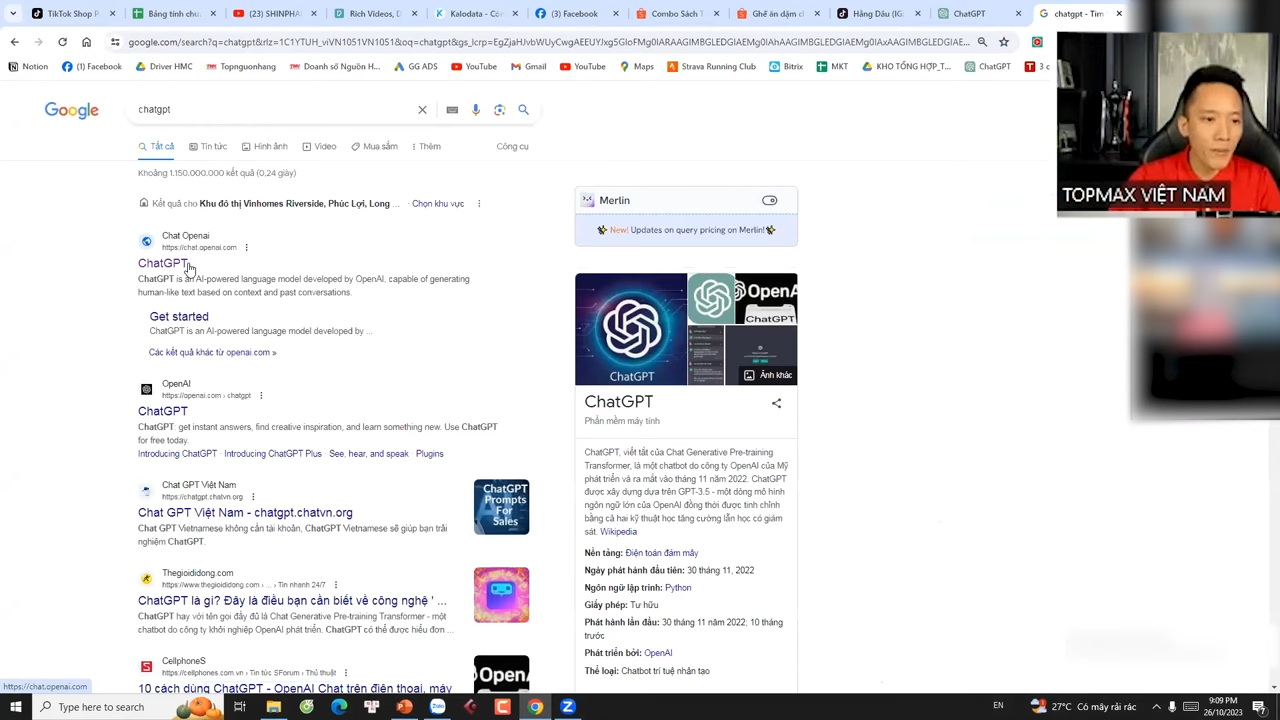 TikTok Shop P
Bảng tính chư
(23) SHINPHA
Rich Videos, D
Kalodata - Côn
(3) Facebook
Combo Sách T
Ghế ăn dặm c
Hằng Dâu (IG:
ChatGPT
chatgpt - Tìm
google.com/search?q=chatgpt&rlz=1C1YTUH_
Notion
(1) Facebook
Driver HMC
Topnguonhang
Doanh số Nguồn H...
GG ADS
YouTube
Gmail
YouTube
Maps
Strava Running Club
Bitrix
MKT
KHO TỔNG HỢP_T...
ChatGPT
3 c
Google
chatgpt
Tất cả
Tin tức
Hình ảnh
Video
Mua sắm
Thêm
Công cụ
Khoảng 1.150.000.000 kết quả (0,24 giây)
Kết quả cho Khu đô thị Vinhomes Riverside, Phúc Lợi, Long ... · Chọn khu vực
Chat Openai
https://chat.openai.com
ChatGPT
ChatGPT is an AI-powered language model developed by OpenAI, capable of generating
human-like text based on context and past conversations.
Get started
ChatGPT is an AI-powered language model developed by ...
Các kết quả khác từ openai.com »
OpenAI
https://openai.com › chatgpt
ChatGPT
ChatGPT. get instant answers, find creative inspiration, and learn something new. Use ChatGPT
for free today.
Introducing ChatGPT · Introducing ChatGPT Plus · See, hear, and speak · Plugins
Chat GPT Việt Nam
https://chatgpt.chatvn.org
Chat GPT Việt Nam - chatgpt.chatvn.org
Chat GPT Vietnamese không cần tài khoản, ChatGPT Vietnamese sẽ giúp bạn trải
nghiệm ChatGPT.
ChatGPT
Prompts
For
Sales
Thegioididong.com
https://www.thegioididong.com › ... › Tin nhanh 24/7
ChatGPT là gì? Đây là điều bạn cần biết về công nghệ ' ...
ChatGPT hay với tên gọi đầy đủ là Chat Generative Pre-training Transformer - một
chatbot do công ty khởi nghiệp OpenAI phát triển. ChatGPT có thể được hiểu đơn ...
CellphoneS
https://cellphones.com.vn › Tin tức SForum › Thủ thuật
10 cách dùng ChatGPT - OpenAI Chat trên điện thoại, máy
OpenAI
ChatGPT
Merlin
New! Updates on query pricing on Merlin!
ChatGPT
OpenA
ChatGPT
Ảnh khác
ChatGPT
Phần mềm máy tính
ChatGPT, viết tắt của Chat Generative Pre-training
Transformer, là một chatbot do công ty OpenAI của Mỹ
phát triển và ra mắt vào tháng 11 năm 2022. ChatGPT
được xây dựng dựa trên GPT-3.5 - một dòng mô hình
ngôn ngữ lớn của OpenAI đồng thời được tinh chỉnh
bằng cả hai kỹ thuật học tăng cường lẫn học có giám
sát. Wikipedia
Nền tảng: Điện toán đám mây
Ngày phát hành đầu tiên: 30 tháng 11, 2022
Ngôn ngữ lập trình: Python
Giấy phép: Tư hữu
Phát hành lần đầu: 30 tháng 11 năm 2022; 10 tháng
trước
Phát triển bởi: OpenAI
Thể loại: Chatbot trí tuệ nhân tạo
TOPMAX VIỆT NAM
https://chat.openai.com
Type here to search
27°C Có mây rải rác
EN
9:09 PM
26/10/2023